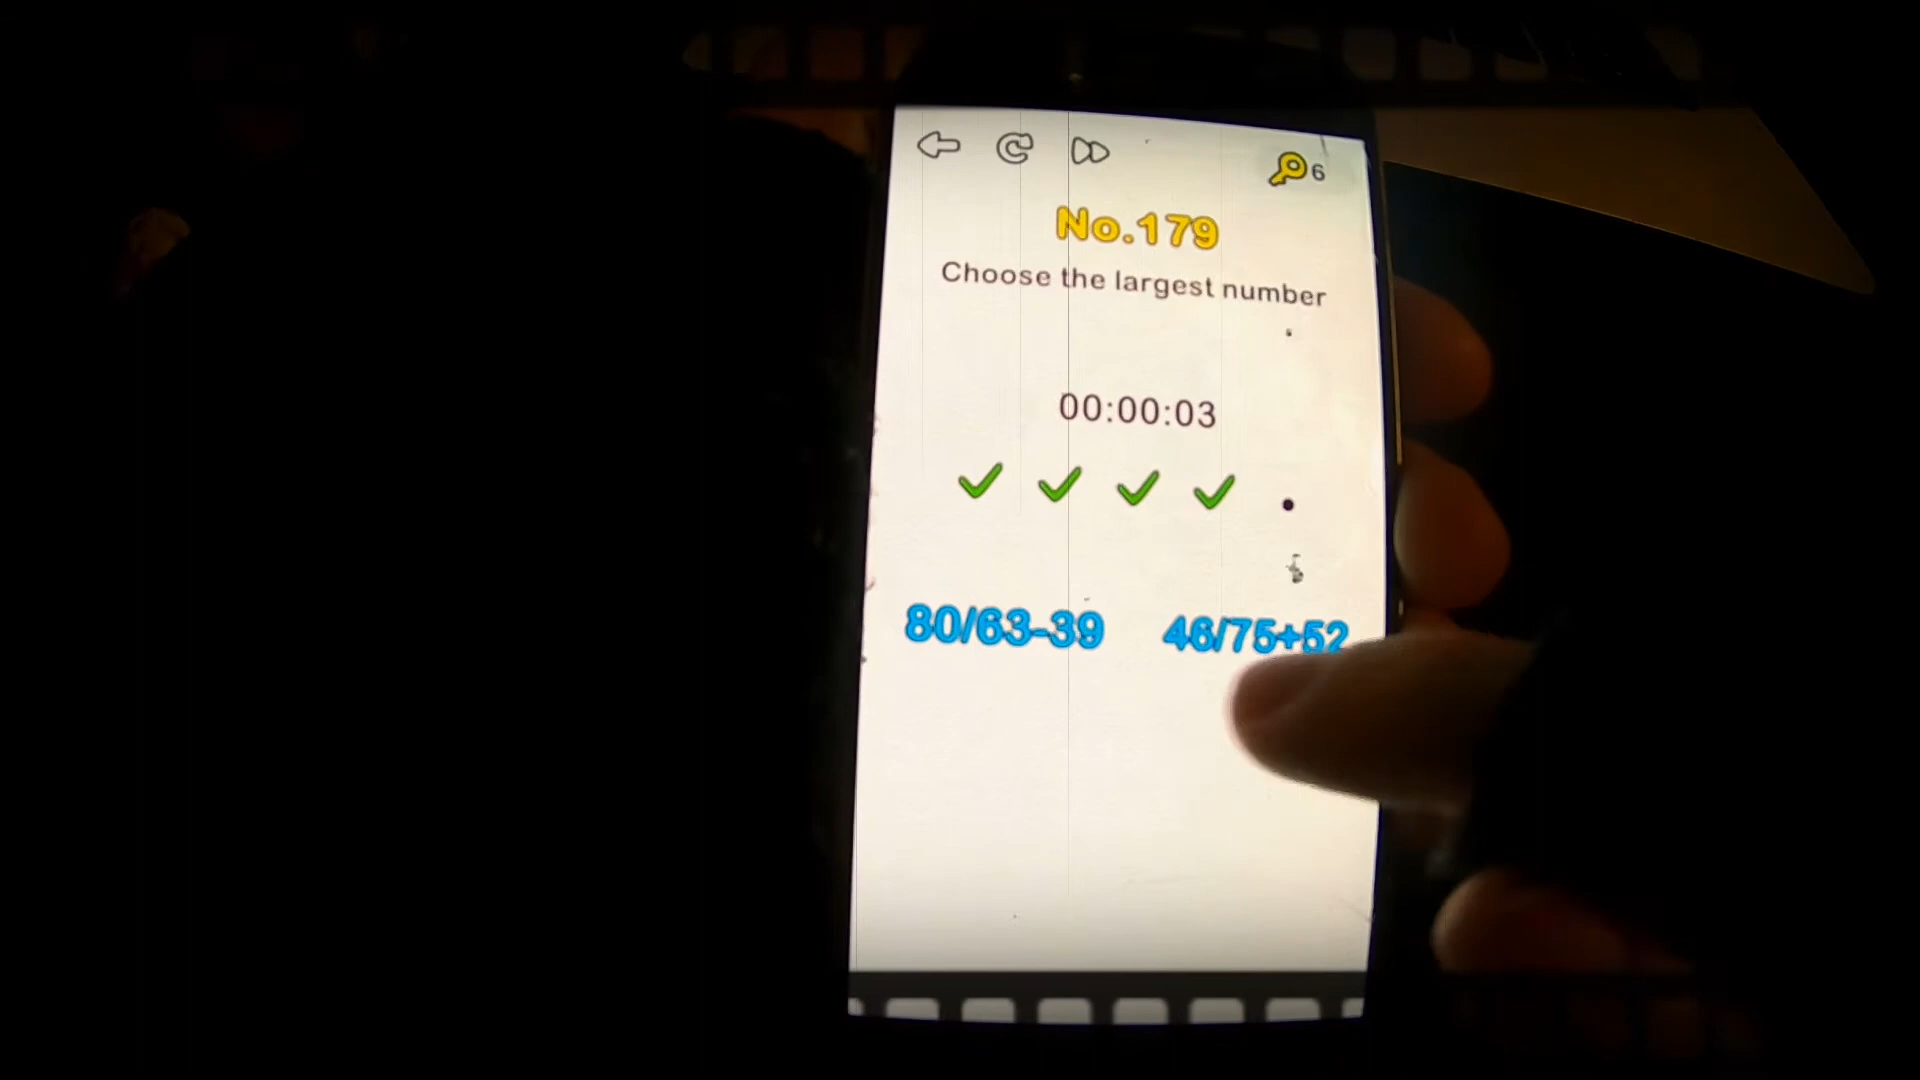 6
No.179
Choose the largest number
00:00:03
80/63-39 46/75+52